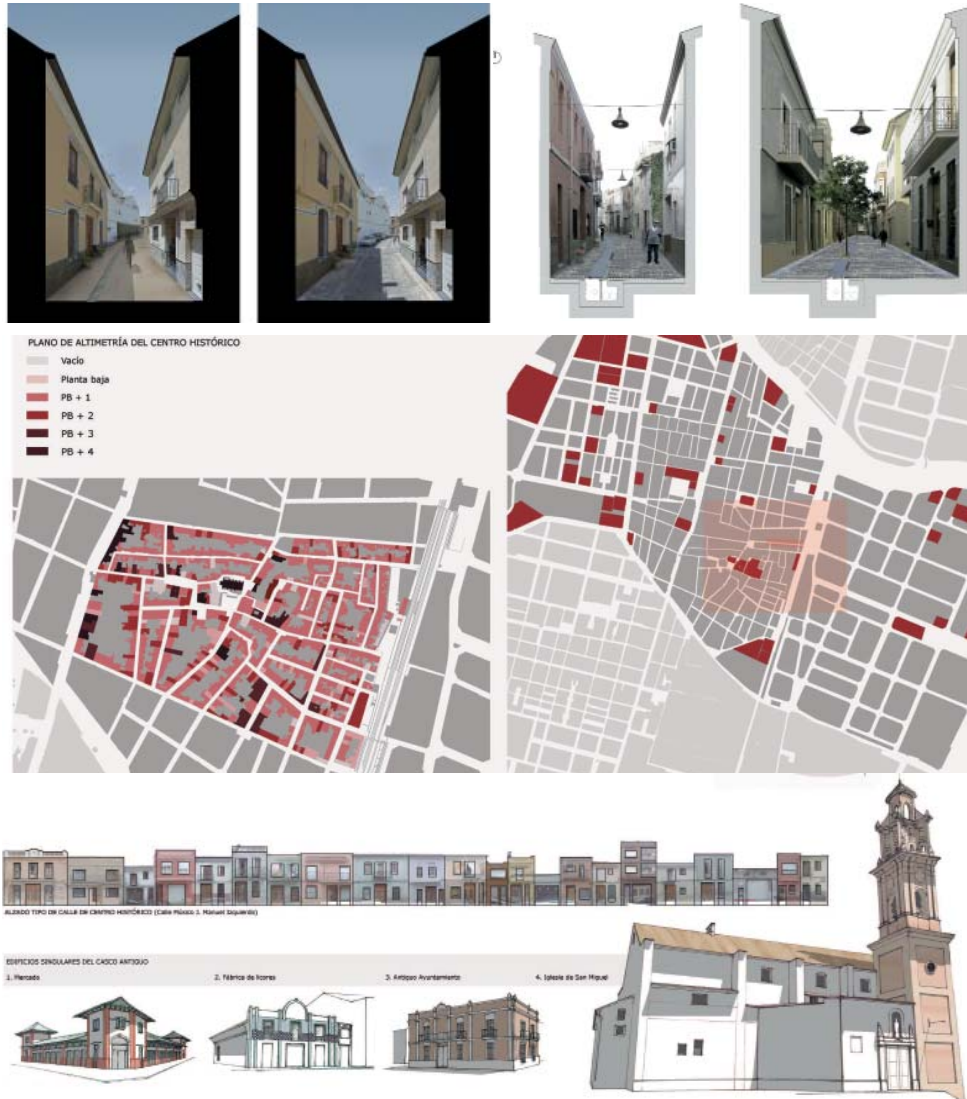 PLANO DE ALTIMETRÍA DEL CENTRO HISTÓRICO
Vacío
Planta baja
PB + 1
PB + 2
PB + 3
PB + 4
ALZADO TIPO DE CALLE DE CENTRO HISTÓRICO (Calle Músico J. Manuel Izquierdo)
EDIFICIOS SINGULARES DEL CASCO ANTIGUO
1. Mercado
2. Fábrica de licores
3. Antiguo Ayuntamiento
4. Iglesia de San Miguel